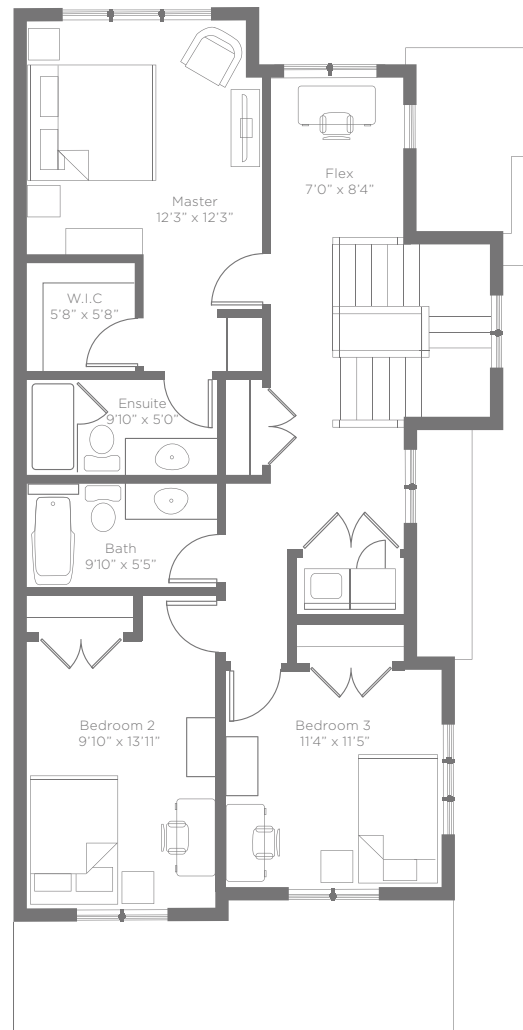 Master
12'3" x 12'3"
Flex
7'0" x 8'4"
W.I.C
5'8" x 5'8"
Ensuite
9'10" x 5'0"
Bath
9'10" x 5'5"
Bedroom 2
9'10" x 13'11"
Bedroom 3
11'4" x 11'5"